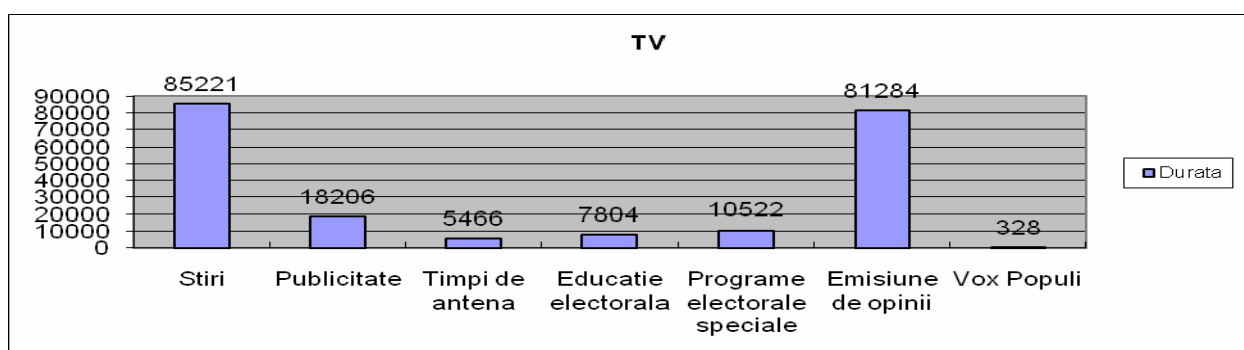 TV
85221
81284
90000
80000
70000
60000
50000
40000
30000
20000
10000
0
18206
5466
7804
10522
328
Stiri
Publicitate
Timpi de
antena
Educatie
electorala
Programe
electorale
speciale
Emisiune
de opinii
Vox Populi
Durata